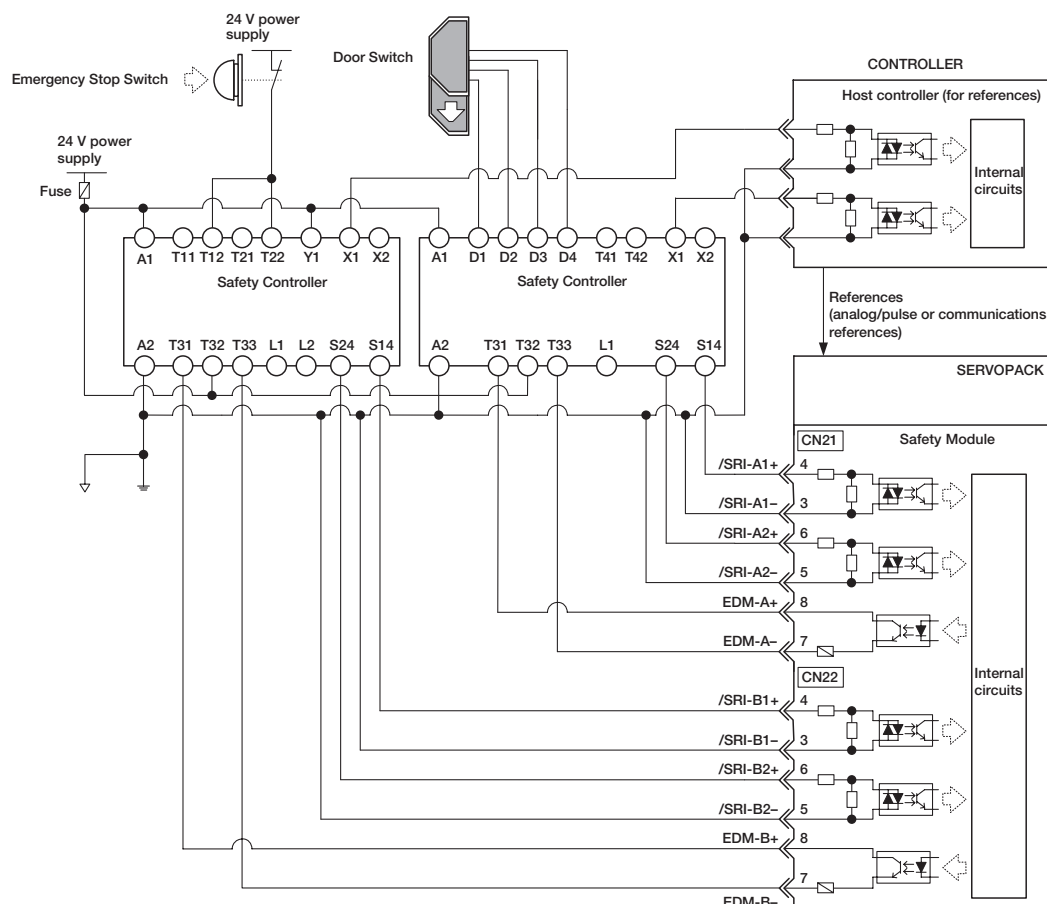 24 V power
supply
Emergency Stop Switch
Door Switch
24 V power
supply
Fuse
CONTROLLER
Host controller (for references)
Internal
circuits
A1 T11 T12 T21 T22 Y1 X1 X2
Safety Controller
A2 T31 T32 T33 L1 L2 S24 S14
A1 D1 D2 D3 D4 T41 T42 X1 X2
Safety Controller
A2 T31 T32 T33 L1 S24 S14
References
(analog/pulse or communications
references)
SERVOPACK
CN21
Safety Module
/SRI-A1+ 4
/SRI-A1– 3
/SRI-A2+ 6
/SRI-A2– 5
EDM-A+ 8
EDM-A– 7
CN22
Internal
circuits
/SRI-B1+ 4
/SRI-B1– 3
/SRI-B2+ 6
/SRI-B2– 5
EDM-B+ 8
7
EDM-B–